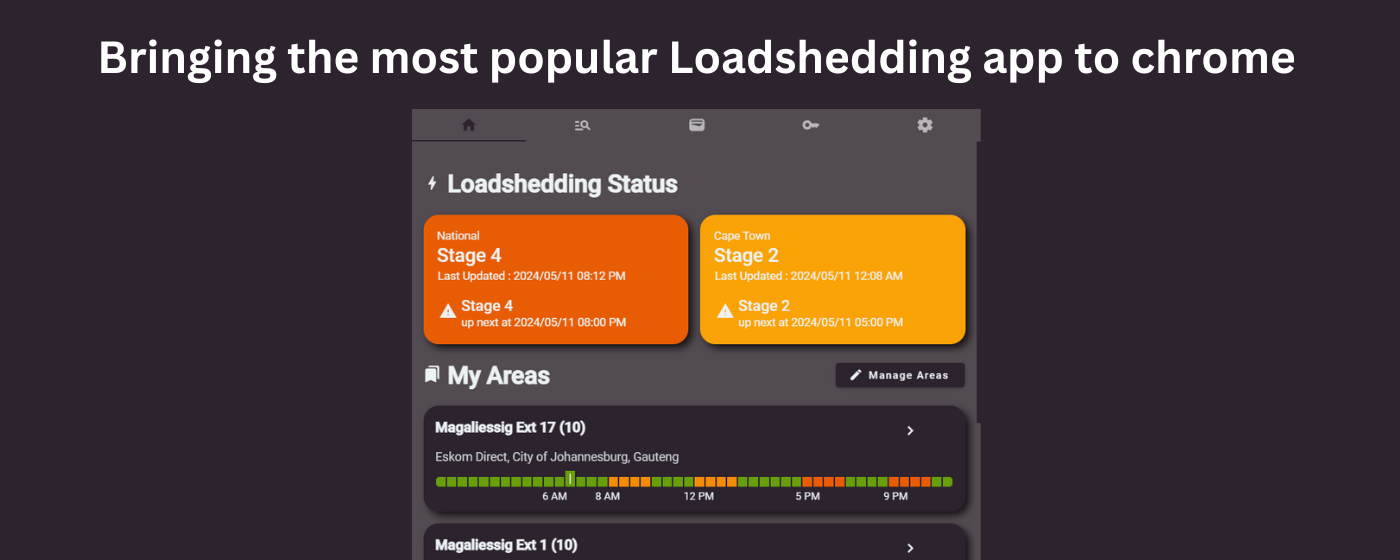 Bringing the most popular Loadshedding app to chrome
Loadshedding Status
National
Stage 4
Last Updated : 2024/05/11 08:12 PM
Stage 4
up next at 2024/05/11 08:00 PM
Cape Town
Stage 2
Last Updated : 2024/05/11 12:08 AM
Stage 2
up next at 2024/05/11 05:00 PM
My Areas
Manage Areas
Magaliessig Ext 17 (10)
Eskom Direct, City of Johannesburg, Gauteng
6 AM 8 AM 12 PM 5 PM 9 PM
Magaliessig Ext 1 (10)